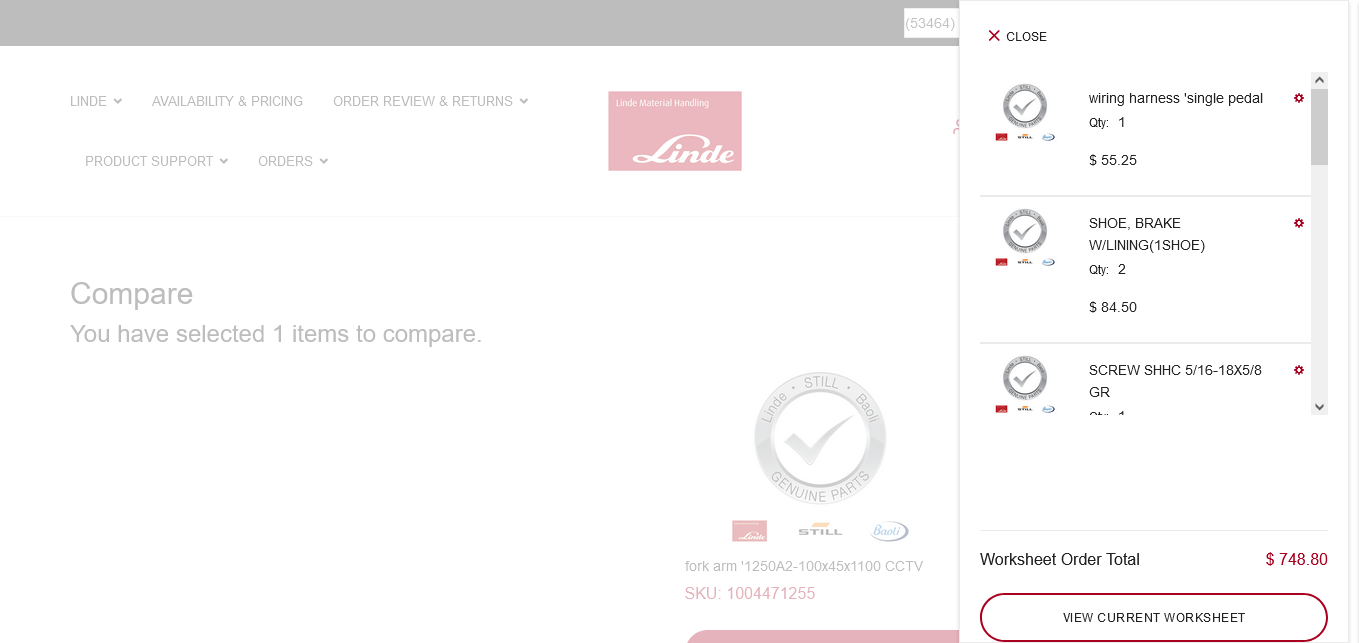 (53464)
LINDE
AVAILABILITY & PRICING
ORDER REVIEW & RETURNS
PRODUCT SUPPORT
ORDERS
Linde Material Handling
Linde
Compare
You have selected 1 items to compare.
Linde · STILL · Baoli
GENUINE PARTS
Linde
STILL
Baoli
fork arm '1250A2-100x45x1100 CCTV
SKU: 1004471255
CLOSE
wiring harness 'single pedal
Qty: 1
$ 55.25
SHOE, BRAKE
W/LINING(1SHOE)
Qty: 2
$ 84.50
SCREW SHHC 5/16-18X5/8
GR
Qty: 1
Worksheet Order Total
$ 748.80
VIEW CURRENT WORKSHEET